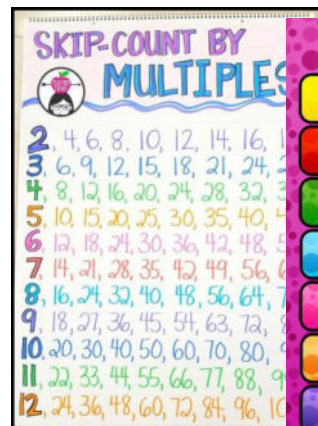 SKIP-COUNT BY
MULTIPLES
2, 4, 6, 8, 10, 12, 14, 16,
3, 6, 9, 12, 15, 18, 21, 24,
4, 8, 12, 16, 20, 24, 28, 32,
5, 10, 15, 20, 25, 30, 35, 40,
6, 12, 18, 24, 30, 36, 42, 48,
7, 14, 21, 28, 35, 42, 49, 56,
8, 16, 24, 32, 40, 48, 56, 64,
9, 18, 27, 36, 45, 54, 63, 72,
10, 20, 30, 40, 50, 60, 70, 80,
11, 22, 33, 44, 55, 66, 77, 88,
12, 24, 36, 48, 60, 72, 84, 96,